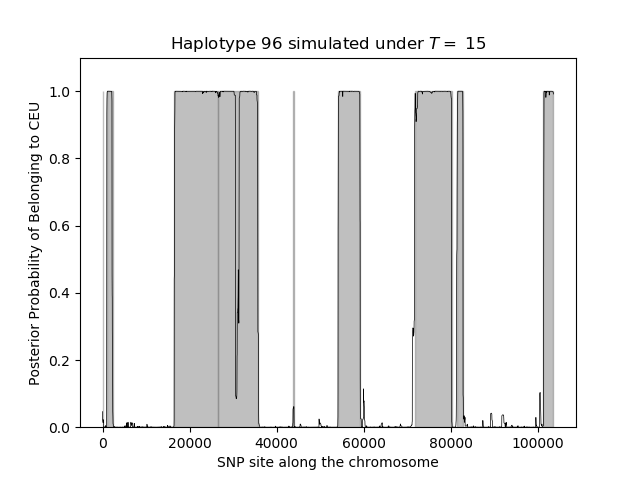 Haplotype 96 simulated under T = 15
Posterior Probability of Belonging to CEU
1.0
0.8
0.6
0.4
0.2
0.0
0 20000 40000 60000 80000 100000
SNP site along the chromosome